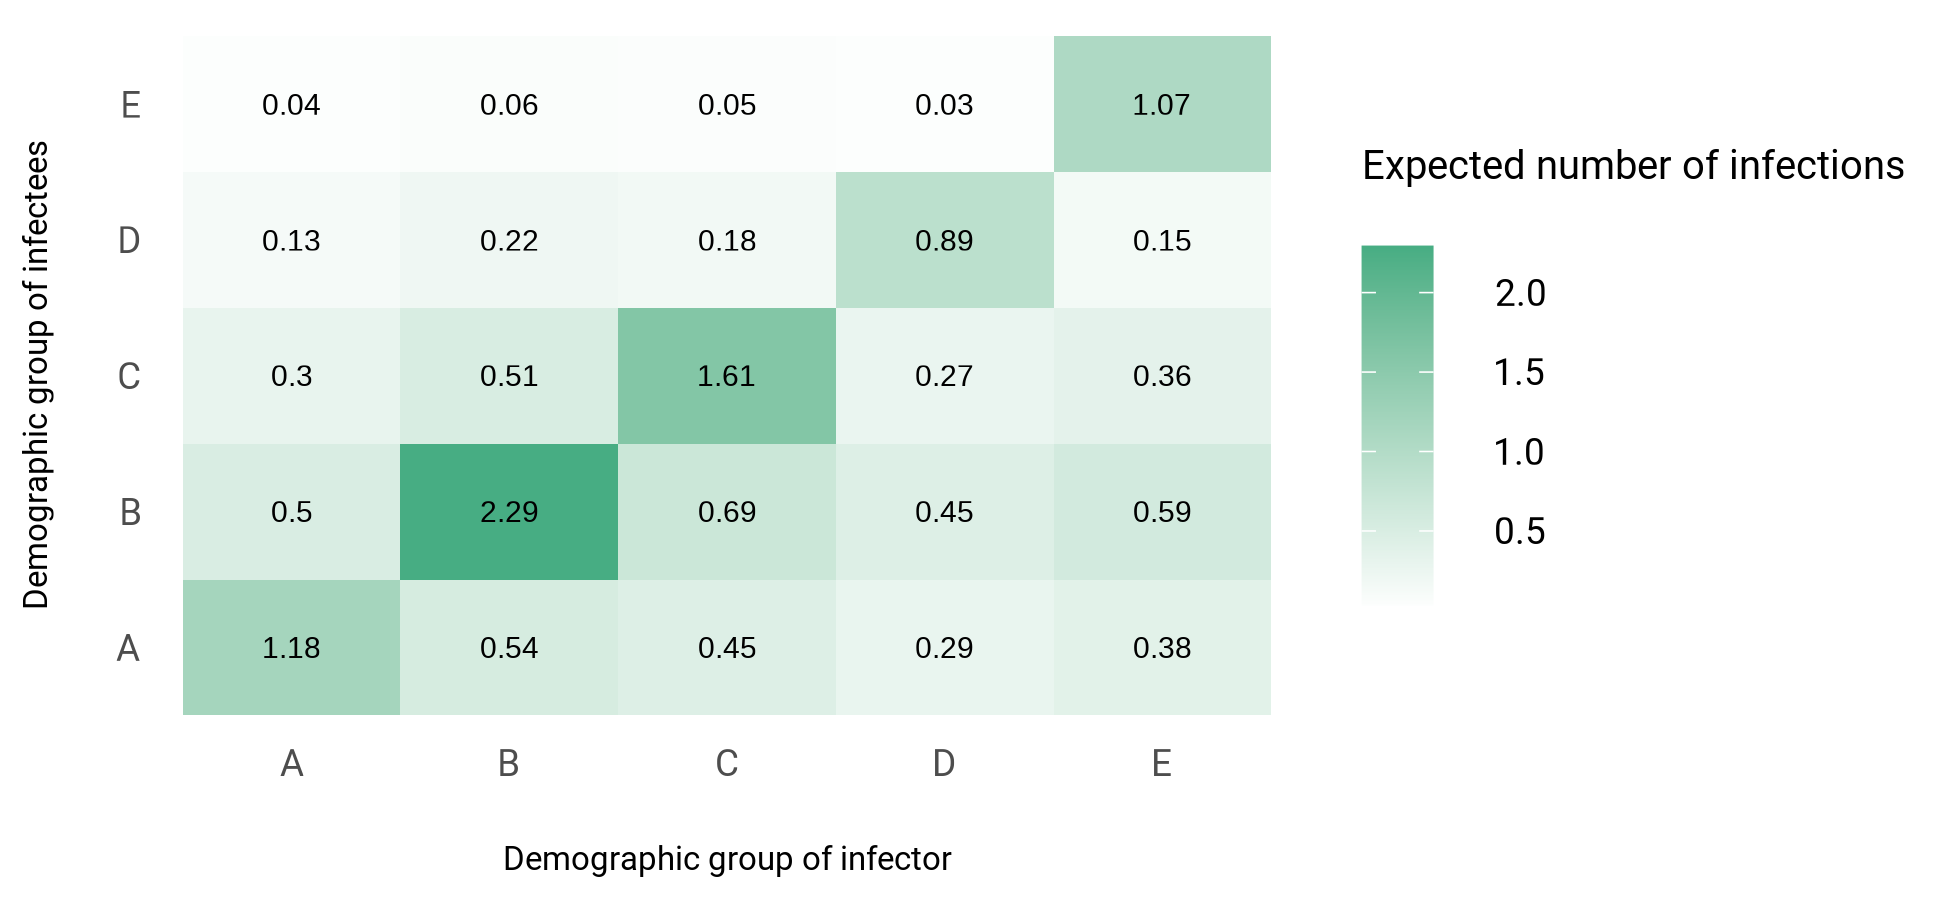 Demographic group of infectees
E 0.04 0.06 0.05 0.03 1.07
D 0.13 0.22 0.18 0.89 0.15
C 0.3 0.51 1.61 0.27 0.36
B 0.5 2.29 0.69 0.45 0.59
A 1.18 0.54 0.45 0.29 0.38
A B C D E
Demographic group of infector
Expected number of infections
2.0
1.5
1.0
0.5